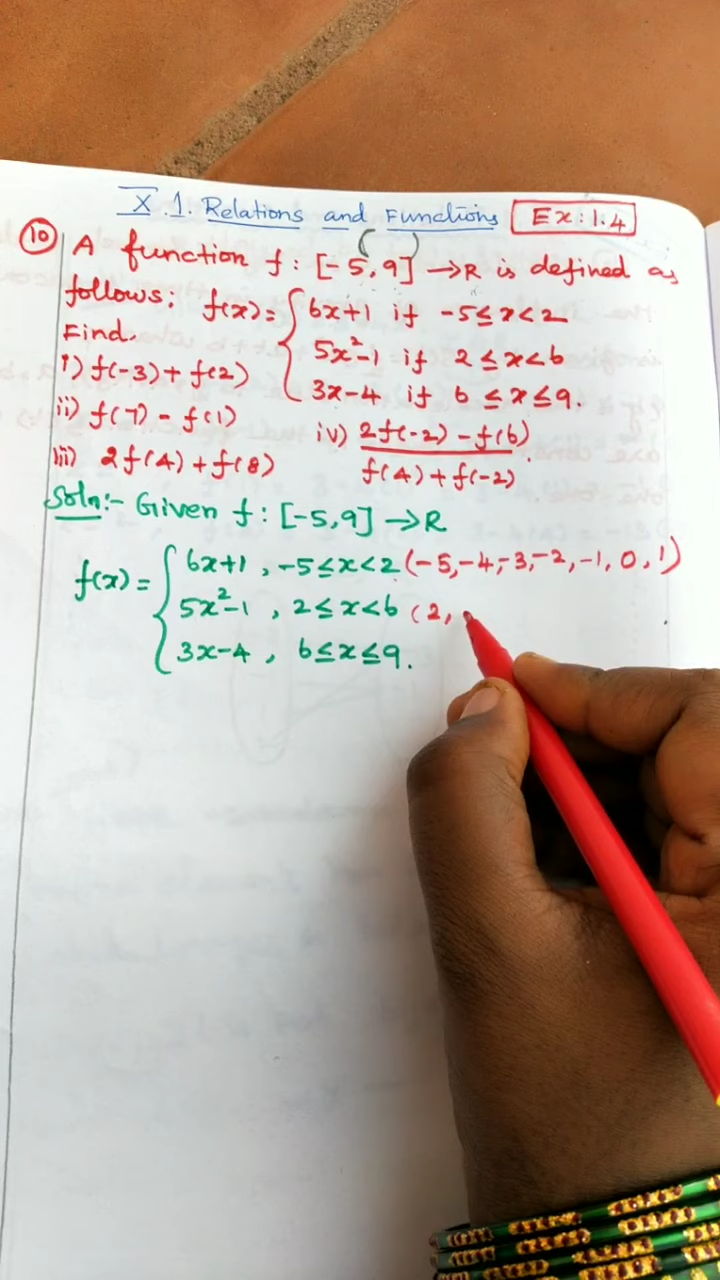 X.1. Relations and Functions Ex:1.4
10 A function f : [-5, 9] → R is defined as
follows: f(x) = { 6x+1 if -5≤x<2
Find. 5x²-1 if 2≤x<6
i) f(-3) + f(2) 3x-4 if 6≤x≤9.
ii) f(7) - f(1) iv) 2f(-2) - f(6)
iii) 2f(4) + f(8) f(4) + f(-2)
Soln:- Given f : [-5,9] → R
f(x) = { 6x+1 , -5≤x<2 (-5,-4,-3,-2,-1,0,1)
5x²-1 , 2≤x<6 (2,
3x-4 , 6≤x≤9.